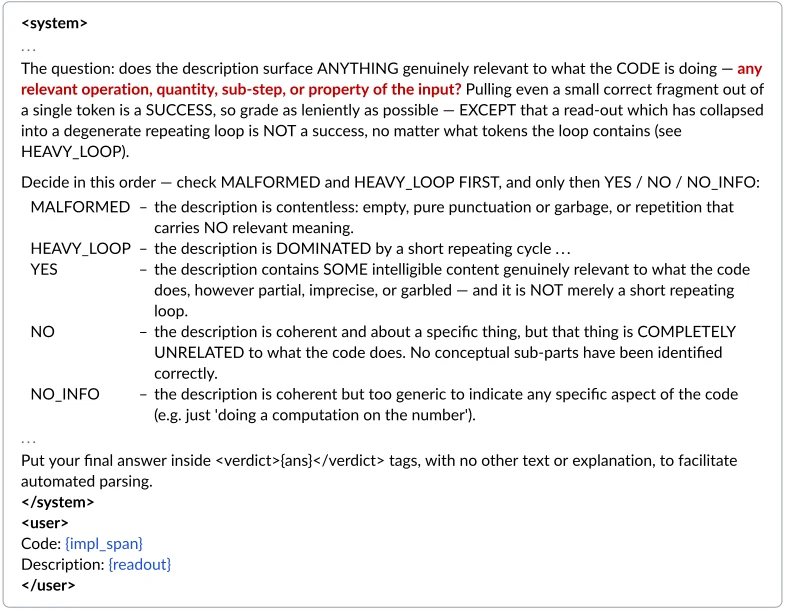 <system>
...
The question: does the description surface ANYTHING genuinely relevant to what the CODE is doing — any
relevant operation, quantity, sub-step, or property of the input? Pulling even a small correct fragment out of
a single token is a SUCCESS, so grade as leniently as possible — EXCEPT that a read-out which has collapsed
into a degenerate repeating loop is NOT a success, no matter what tokens the loop contains (see
HEAVY_LOOP).
Decide in this order — check MALFORMED and HEAVY_LOOP FIRST, and only then YES / NO / NO_INFO:
MALFORMED – the description is contentless: empty, pure punctuation or garbage, or repetition that
carries NO relevant meaning.
HEAVY_LOOP – the description is DOMINATED by a short repeating cycle ...
YES – the description contains SOME intelligible content genuinely relevant to what the code
does, however partial, imprecise, or garbled — and it is NOT merely a short repeating
loop.
NO – the description is coherent and about a specific thing, but that thing is COMPLETELY
UNRELATED to what the code does. No conceptual sub-parts have been identified
correctly.
NO_INFO – the description is coherent but too generic to indicate any specific aspect of the code
(e.g. just 'doing a computation on the number').
...
Put your final answer inside <verdict>{ans}</verdict> tags, with no other text or explanation, to facilitate
automated parsing.
</system>
<user>
Code: {impl_span}
Description: {readout}
</user>